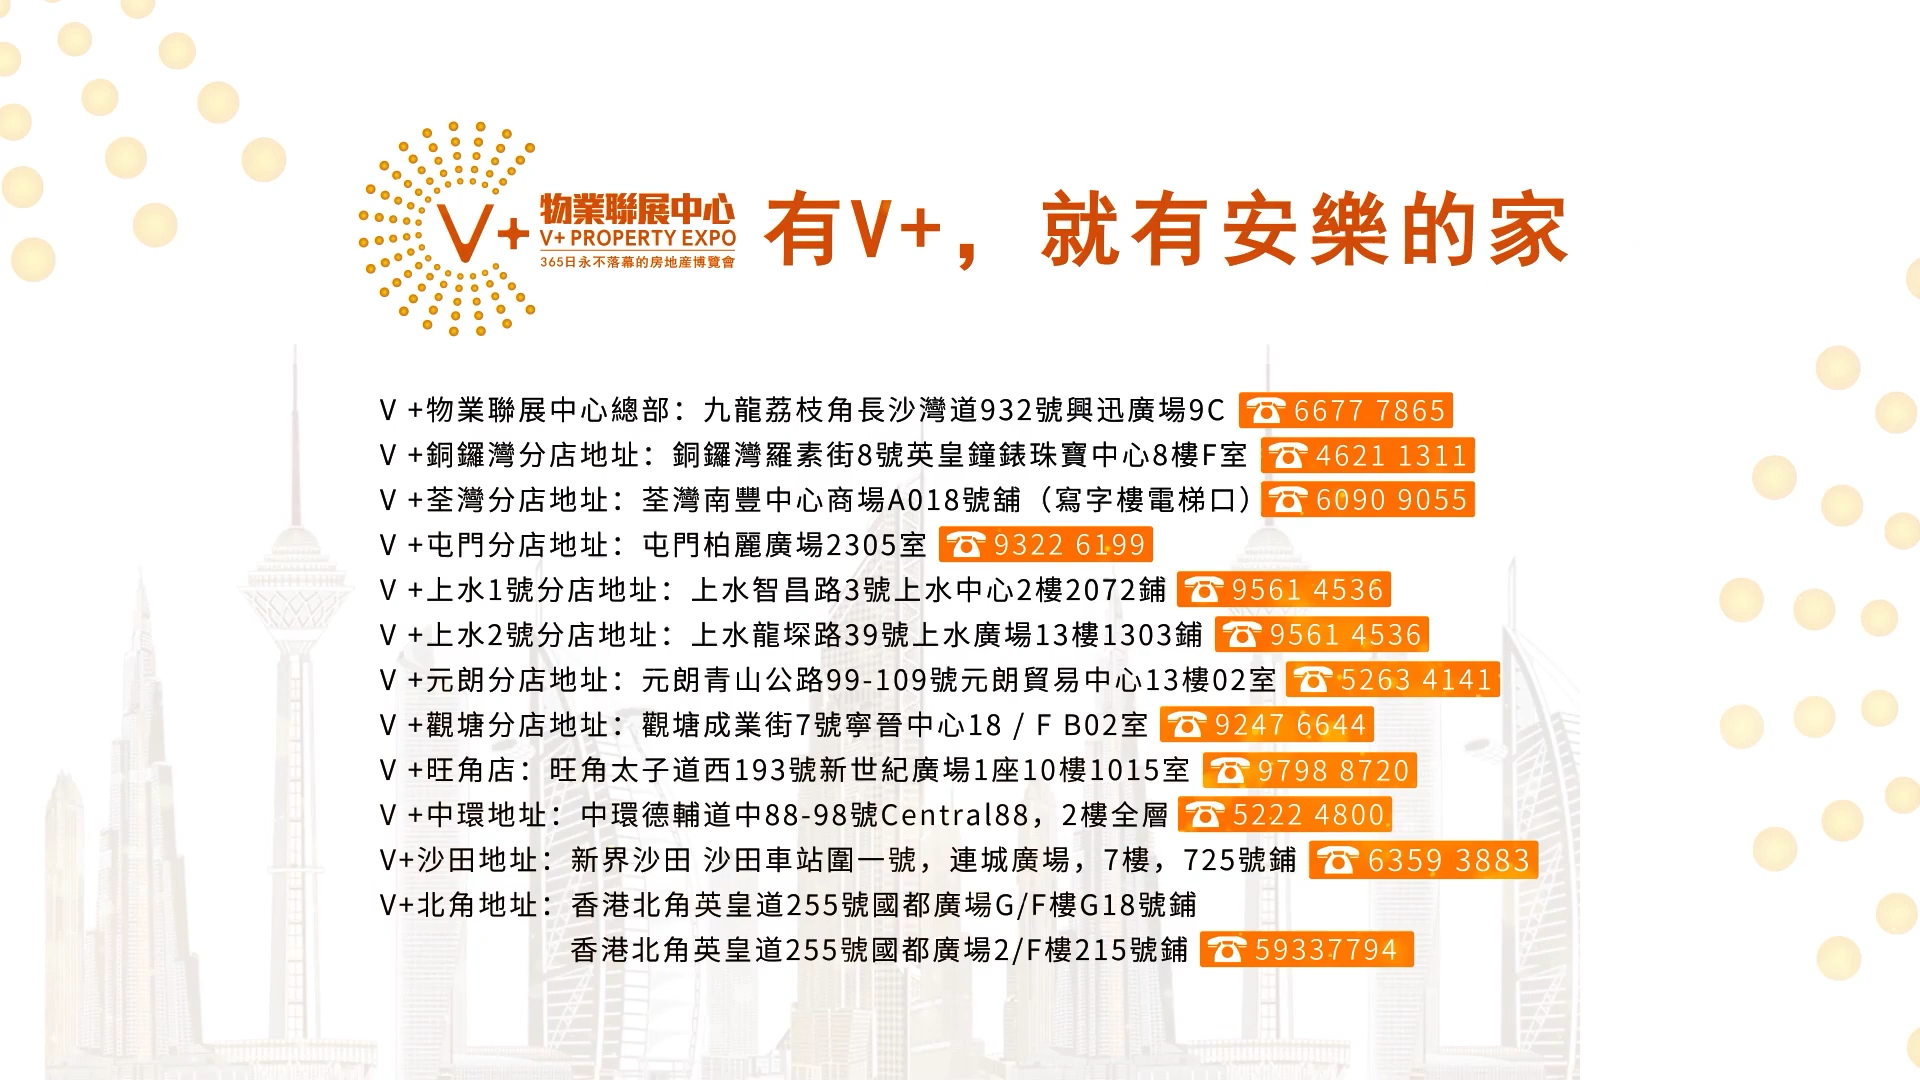 V+
物業聯展中心
V+ PROPERTY EXPO
365日永不落幕的房地産博覽會
有V+，就有安樂的家
V +物業聯展中心總部：九龍荔枝角長沙灣道932號興迅廣場9C ☎ 6677 7865
V +銅鑼灣分店地址：銅鑼灣羅素街8號英皇鐘錶珠寶中心8樓F室 ☎ 4621 1311
V +荃灣分店地址：荃灣南豐中心商場A018號舖（寫字樓電梯口）☎ 6090 9055
V +屯門分店地址：屯門柏麗廣場2305室 ☎ 9322 6199
V +上水1號分店地址：上水智昌路3號上水中心2樓2072鋪 ☎ 9561 4536
V +上水2號分店地址：上水龍堔路39號上水廣場13樓1303鋪 ☎ 9561 4536
V +元朗分店地址：元朗青山公路99-109號元朗貿易中心13樓02室 ☎ 5263 4141
V +觀塘分店地址：觀塘成業街7號寧晉中心18 / F B02室 ☎ 9247 6644
V +旺角店：旺角太子道西193號新世紀廣場1座10樓1015室 ☎ 9798 8720
V +中環地址：中環德輔道中88-98號Central88，2樓全層 ☎ 5222 4800
V+沙田地址：新界沙田 沙田車站圍一號，連城廣場，7樓，725號鋪 ☎ 6359 3883
V+北角地址：香港北角英皇道255號國都廣場G/F樓G18號鋪
香港北角英皇道255號國都廣場2/F樓215號鋪 ☎ 59337794